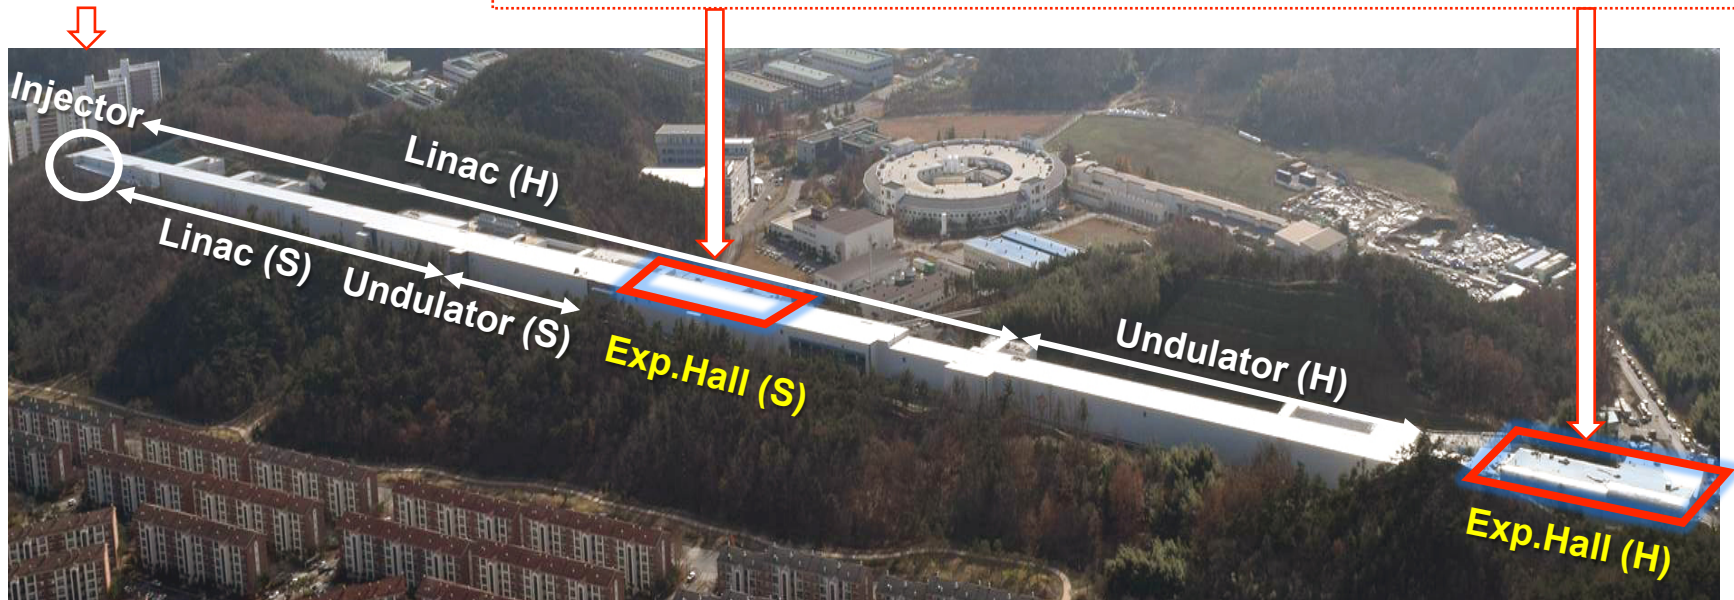 Injector
Linac (H)
Linac (S)
Undulator (S)
Exp.Hall (S)
Undulator (H)
Exp.Hall (H)